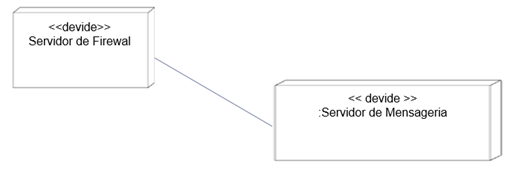 <<devide>>
Servidor de Firewal
<< devide >>
:Servidor de Mensageria